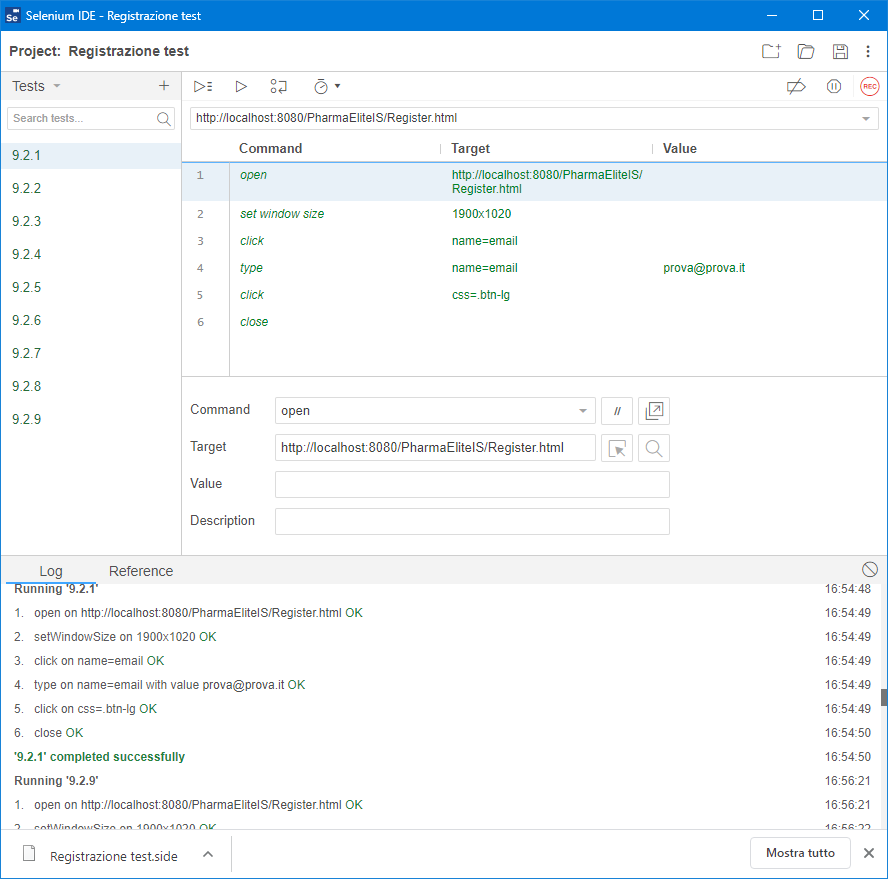 Selenium IDE - Registrazione test
Project: Registrazione test
Tests
Search tests...
9.2.1
9.2.2
9.2.3
9.2.4
9.2.5
9.2.6
9.2.7
9.2.8
9.2.9
REC
http://localhost:8080/PharmaEliteIS/Register.html
Command Target Value
1 open http://localhost:8080/PharmaEliteIS/
Register.html
2 set window size 1900x1020
3 click name=email
4 type name=email prova@prova.it
5 click css=.btn-lg
6 close
Command open //
Target http://localhost:8080/PharmaEliteIS/Register.html
Value
Description
Log Reference
Running '9.2.1' 16:54:48
1. open on http://localhost:8080/PharmaEliteIS/Register.html OK 16:54:49
2. setWindowSize on 1900x1020 OK 16:54:49
3. click on name=email OK 16:54:49
4. type on name=email with value prova@prova.it OK 16:54:49
5. click on css=.btn-lg OK 16:54:49
6. close OK 16:54:50
'9.2.1' completed successfully 16:54:50
Running '9.2.9' 16:56:21
1. open on http://localhost:8080/PharmaEliteIS/Register.html OK 16:56:21
2. setWindowSize on 1900x1020 OK 16:56:22
Registrazione test.side
Mostra tutto